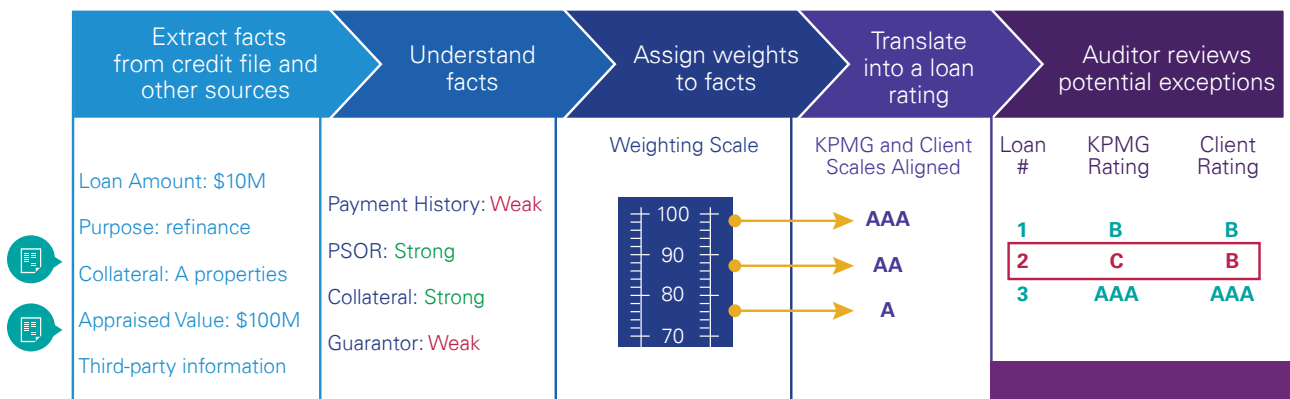 Extract facts
from credit file and
other sources
Understand
facts
Assign weights
to facts
Translate
into a loan
rating
Auditor reviews
potential exceptions
Loan Amount: $10M
Purpose: refinance
Collateral: A properties
Appraised Value: $100M
Third-party information
Payment History: Weak
PSOR: Strong
Collateral: Strong
Guarantor: Weak
Weighting Scale
100
90
80
70
KPMG and Client
Scales Aligned
AAA
AA
A
Loan # KPMG Rating Client Rating
1 B B
2 C B
3 AAA AAA